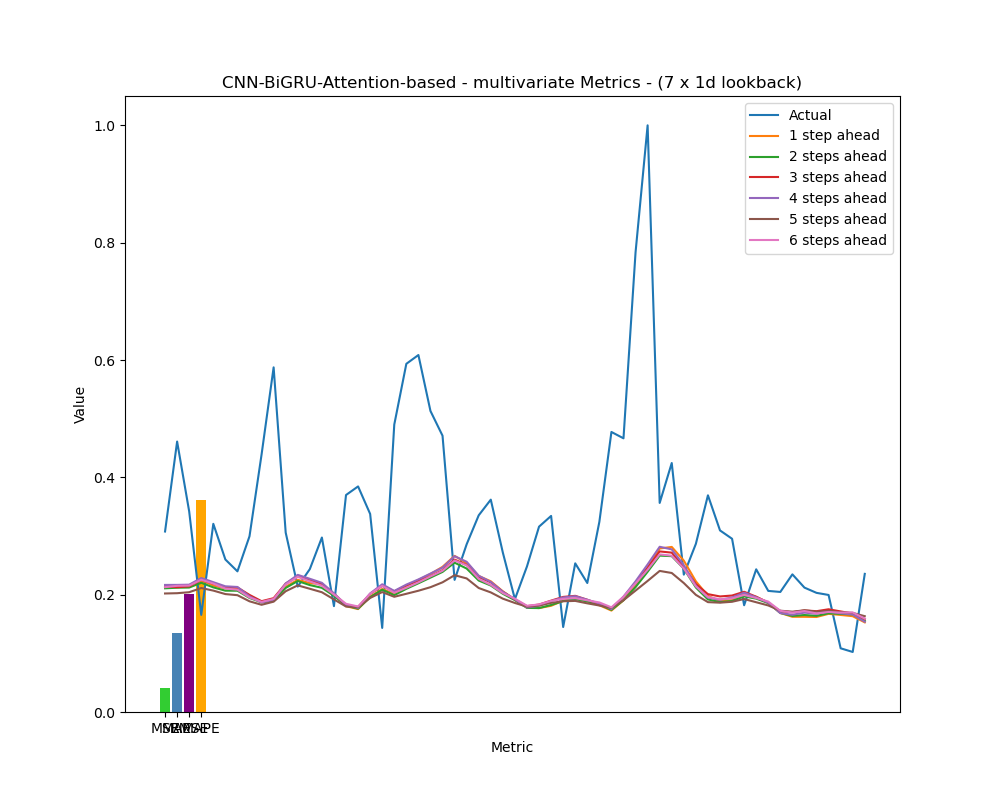 CNN-BiGRU-Attention-based - multivariate Metrics - (7 x 1d lookback)
Actual
1 step ahead
2 steps ahead
3 steps ahead
4 steps ahead
5 steps ahead
6 steps ahead
1.0
0.8
0.6
0.4
0.2
0.0
Value
Metric